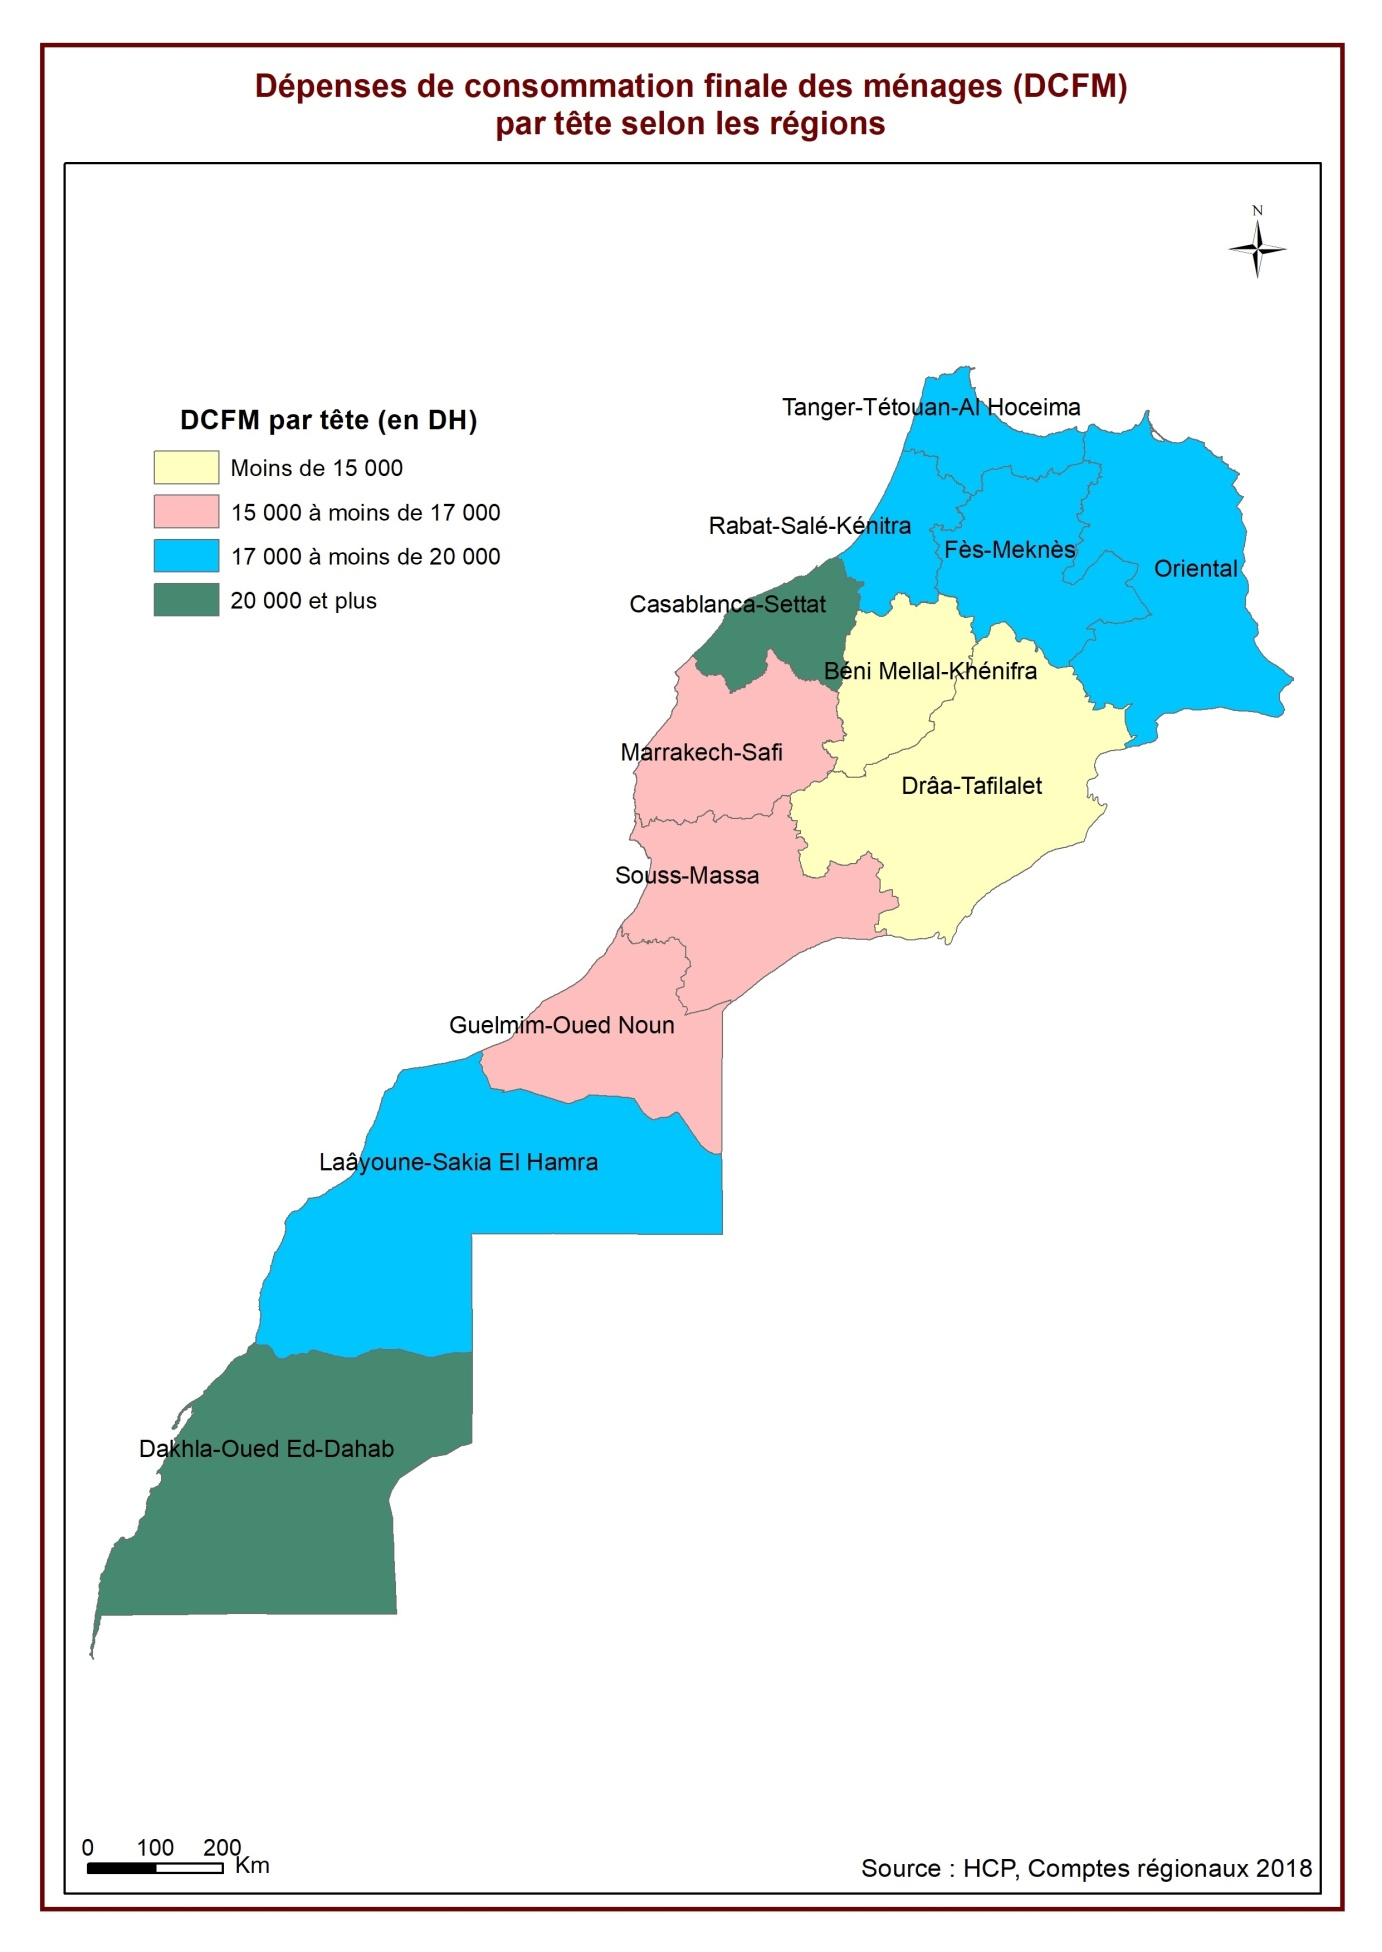 Dépenses de consommation finale des ménages (DCFM)
par tête selon les régions
N
DCFM par tête (en DH)
Moins de 15 000
15 000 à moins de 17 000
17 000 à moins de 20 000
20 000 et plus
Tanger-Tétouan-Al Hoceima
Rabat-Salé-Kénitra
Fès-Meknès
Oriental
Casablanca-Settat
Béni Mellal-Khénifra
Marrakech-Safi
Drâa-Tafilalet
Souss-Massa
Guelmim-Oued Noun
Laâyoune-Sakia El Hamra
Dakhla-Oued Ed-Dahab
0 100 200
Km
Source : HCP, Comptes régionaux 2018